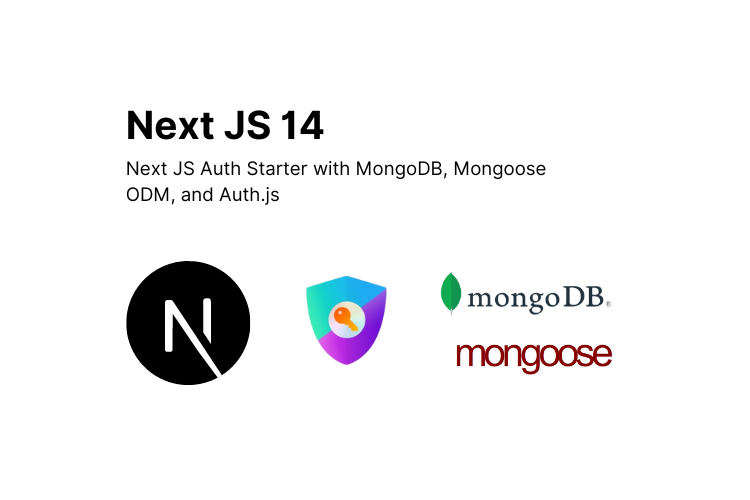 Next JS 14
Next JS Auth Starter with MongoDB, Mongoose
ODM, and Auth.js
N
mongoDB®
mongoose